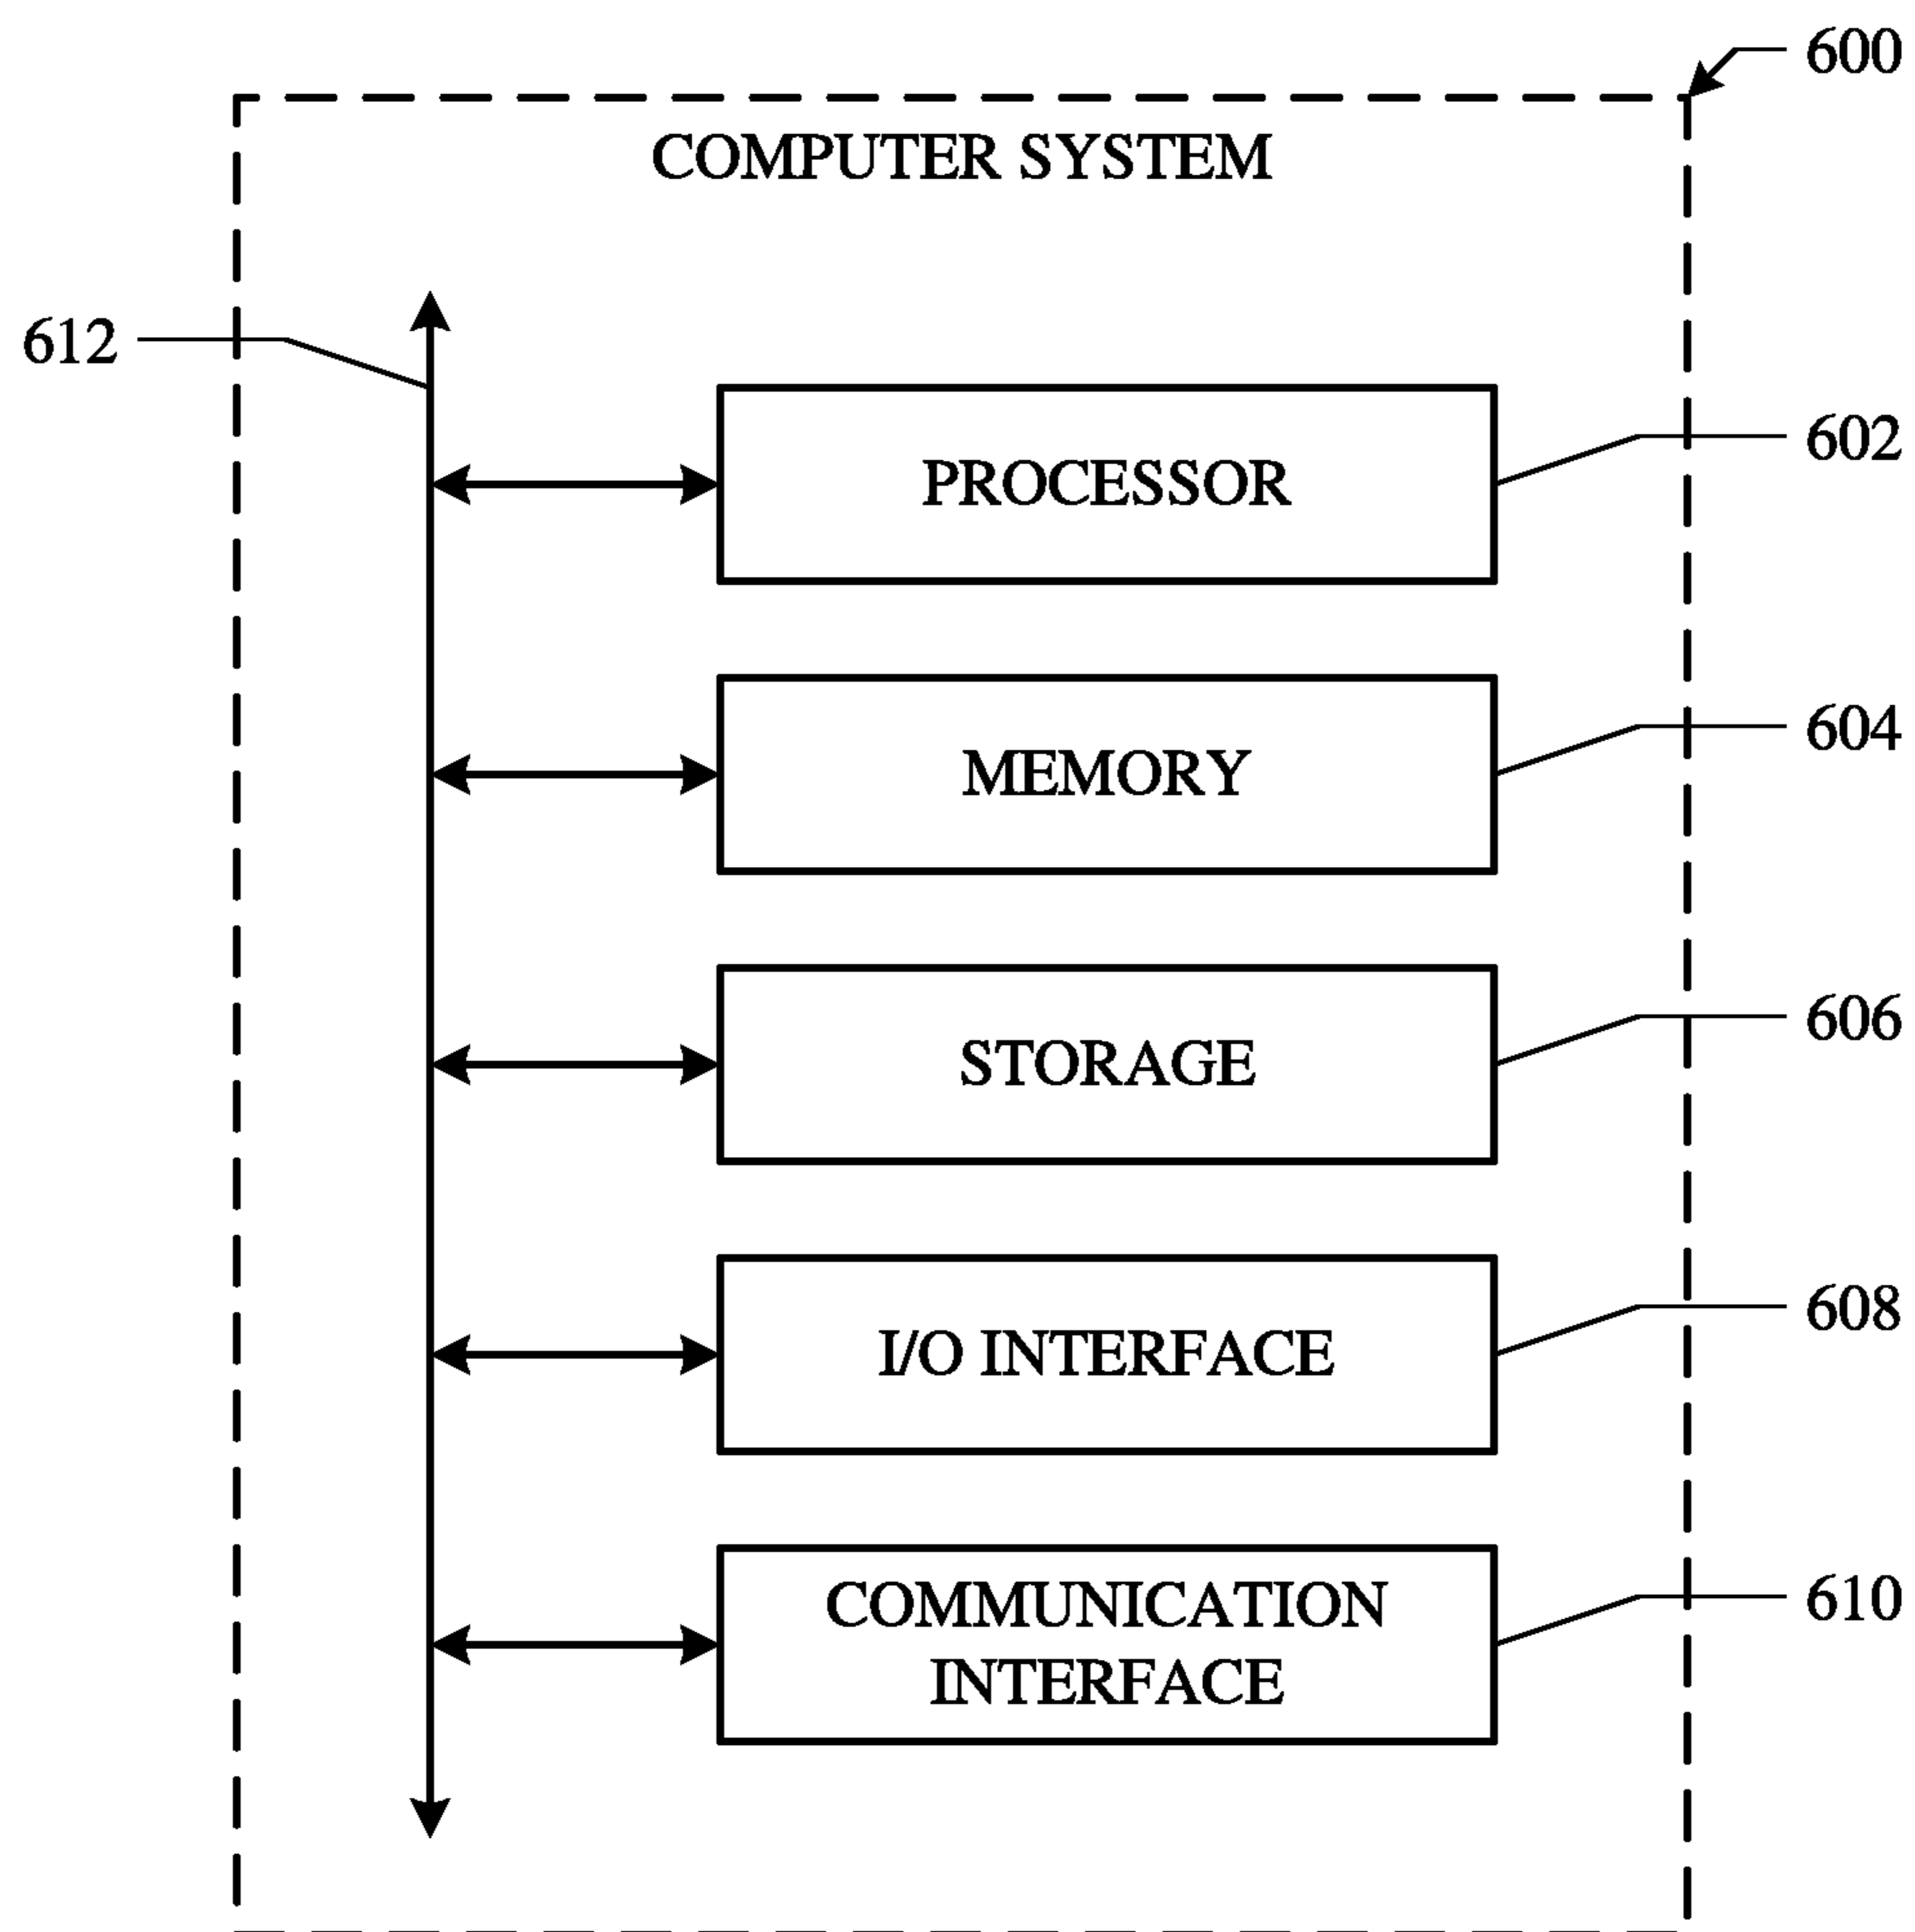 600
COMPUTER SYSTEM
612
PROCESSOR
602
MEMORY
604
STORAGE
606
I/O INTERFACE
608
COMMUNICATION
INTERFACE
610